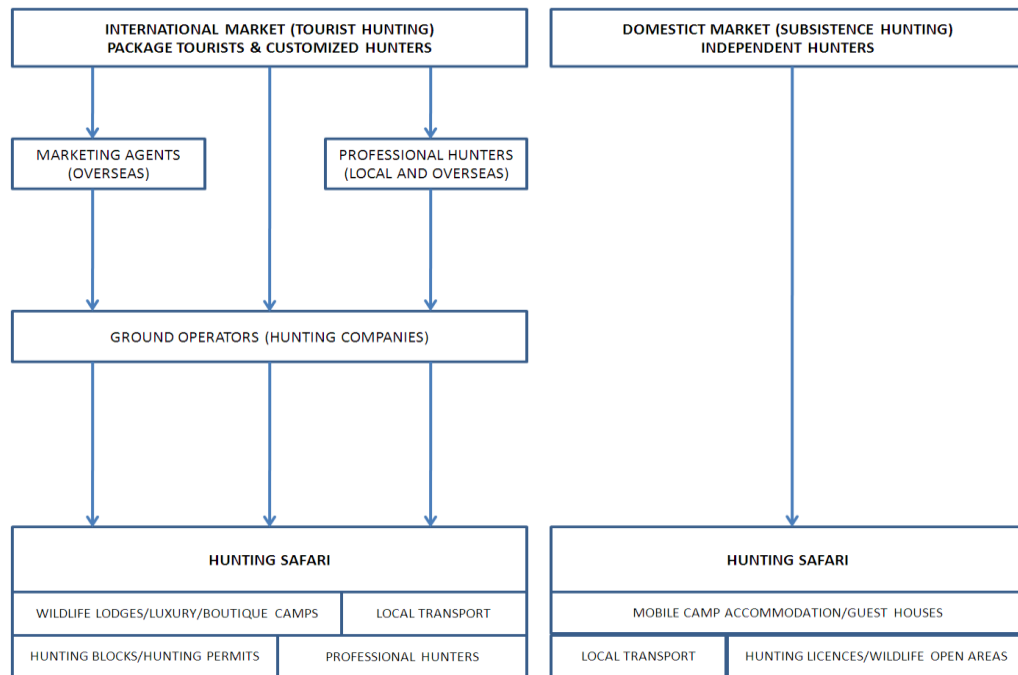 INTERNATIONAL MARKET (TOURIST HUNTING)
PACKAGE TOURISTS & CUSTOMIZED HUNTERS
DOMESTICT MARKET (SUBSISTENCE HUNTING)
INDEPENDENT HUNTERS
MARKETING AGENTS
(OVERSEAS)
PROFESSIONAL HUNTERS
(LOCAL AND OVERSEAS)
GROUND OPERATORS (HUNTING COMPANIES)
HUNTING SAFARI
WILDLIFE LODGES/LUXURY/BOUTIQUE CAMPS
LOCAL TRANSPORT
HUNTING BLOCKS/HUNTING PERMITS
PROFESSIONAL HUNTERS
HUNTING SAFARI
MOBILE CAMP ACCOMMODATION/GUEST HOUSES
LOCAL TRANSPORT
HUNTING LICENCES/WILDLIFE OPEN AREAS